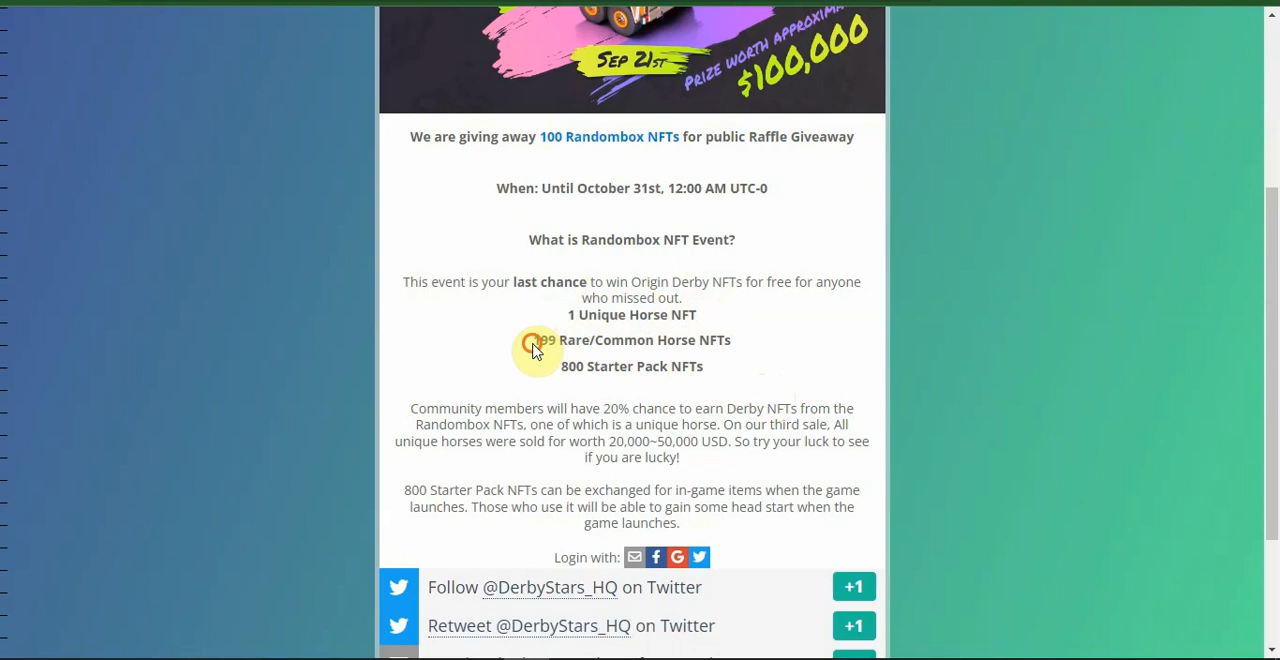 SEP 21ST
PRIZE WORTH APPROXIMA
$100,000
We are giving away 100 Randombox NFTs for public Raffle Giveaway
When: Until October 31st, 12:00 AM UTC-0
What is Randombox NFT Event?
This event is your last chance to win Origin Derby NFTs for free for anyone
who missed out.
1 Unique Horse NFT
199 Rare/Common Horse NFTs
800 Starter Pack NFTs
Community members will have 20% chance to earn Derby NFTs from the
Randombox NFTs, one of which is a unique horse. On our third sale, All
unique horses were sold for worth 20,000~50,000 USD. So try your luck to see
if you are lucky!
800 Starter Pack NFTs can be exchanged for in-game items when the game
launches. Those who use it will be able to gain some head start when the
game launches.
Login with:
Follow @DerbyStars_HQ on Twitter +1
Retweet @DerbyStars_HQ on Twitter +1